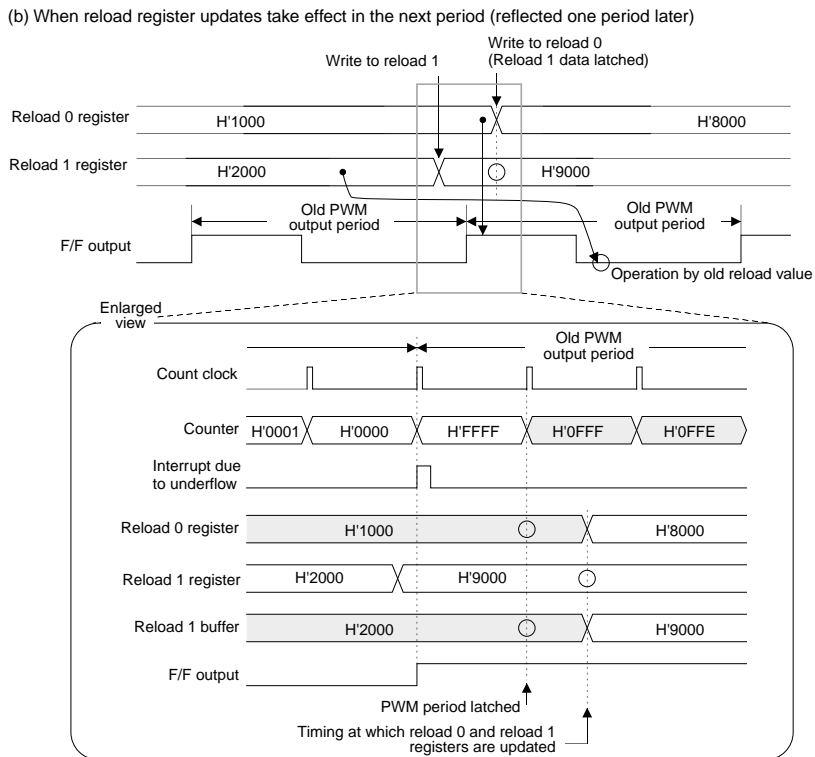 (b) When reload register updates take effect in the next period (reflected one period later)
Write to reload 1
Write to reload 0
(Reload 1 data latched)
Reload 0 register
H'1000
H'8000
Reload 1 register
H'2000
H'9000
Old PWM
output period
Old PWM
output period
F/F output
Operation by old reload value
Enlarged
view
Old PWM
output period
Count clock
Counter
H'0001
H'0000
H'FFFF
H'0FFF
H'0FFE
Interrupt due
to underflow
Reload 0 register
H'1000
H'8000
Reload 1 register
H'2000
H'9000
Reload 1 buffer
H'2000
H'9000
F/F output
PWM period latched
Timing at which reload 0 and reload 1
registers are updated